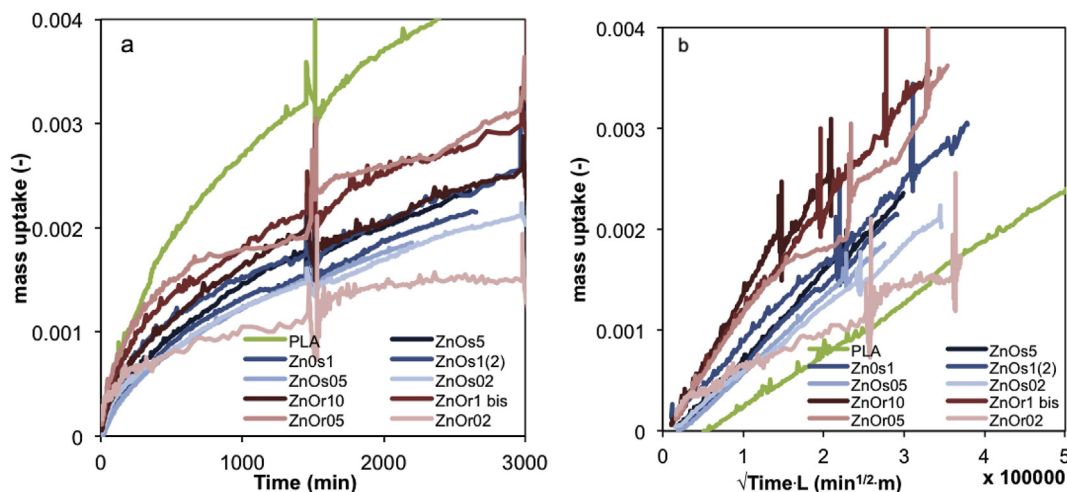 a
0.004
0.003
0.002
0.001
0
mass uptake (-)
0
1000
2000
3000
Time (min)
PLA
ZnOs5
Zn0s1
ZnOs1(2)
ZnOs05
ZnOs02
ZnOr10
ZnOr1 bis
ZnOr05
ZnOr02
b
0.004
0.003
0.002
0.001
0
mass uptake (-)
0
1
2
3
4
5
√Time·L (min1/2·m)
x 100000
PLA
ZnOs5
Zn0s1
ZnOs1(2)
ZnOs05
ZnOs02
ZnOr10
ZnOr1 bis
ZnOr05
ZnOr02